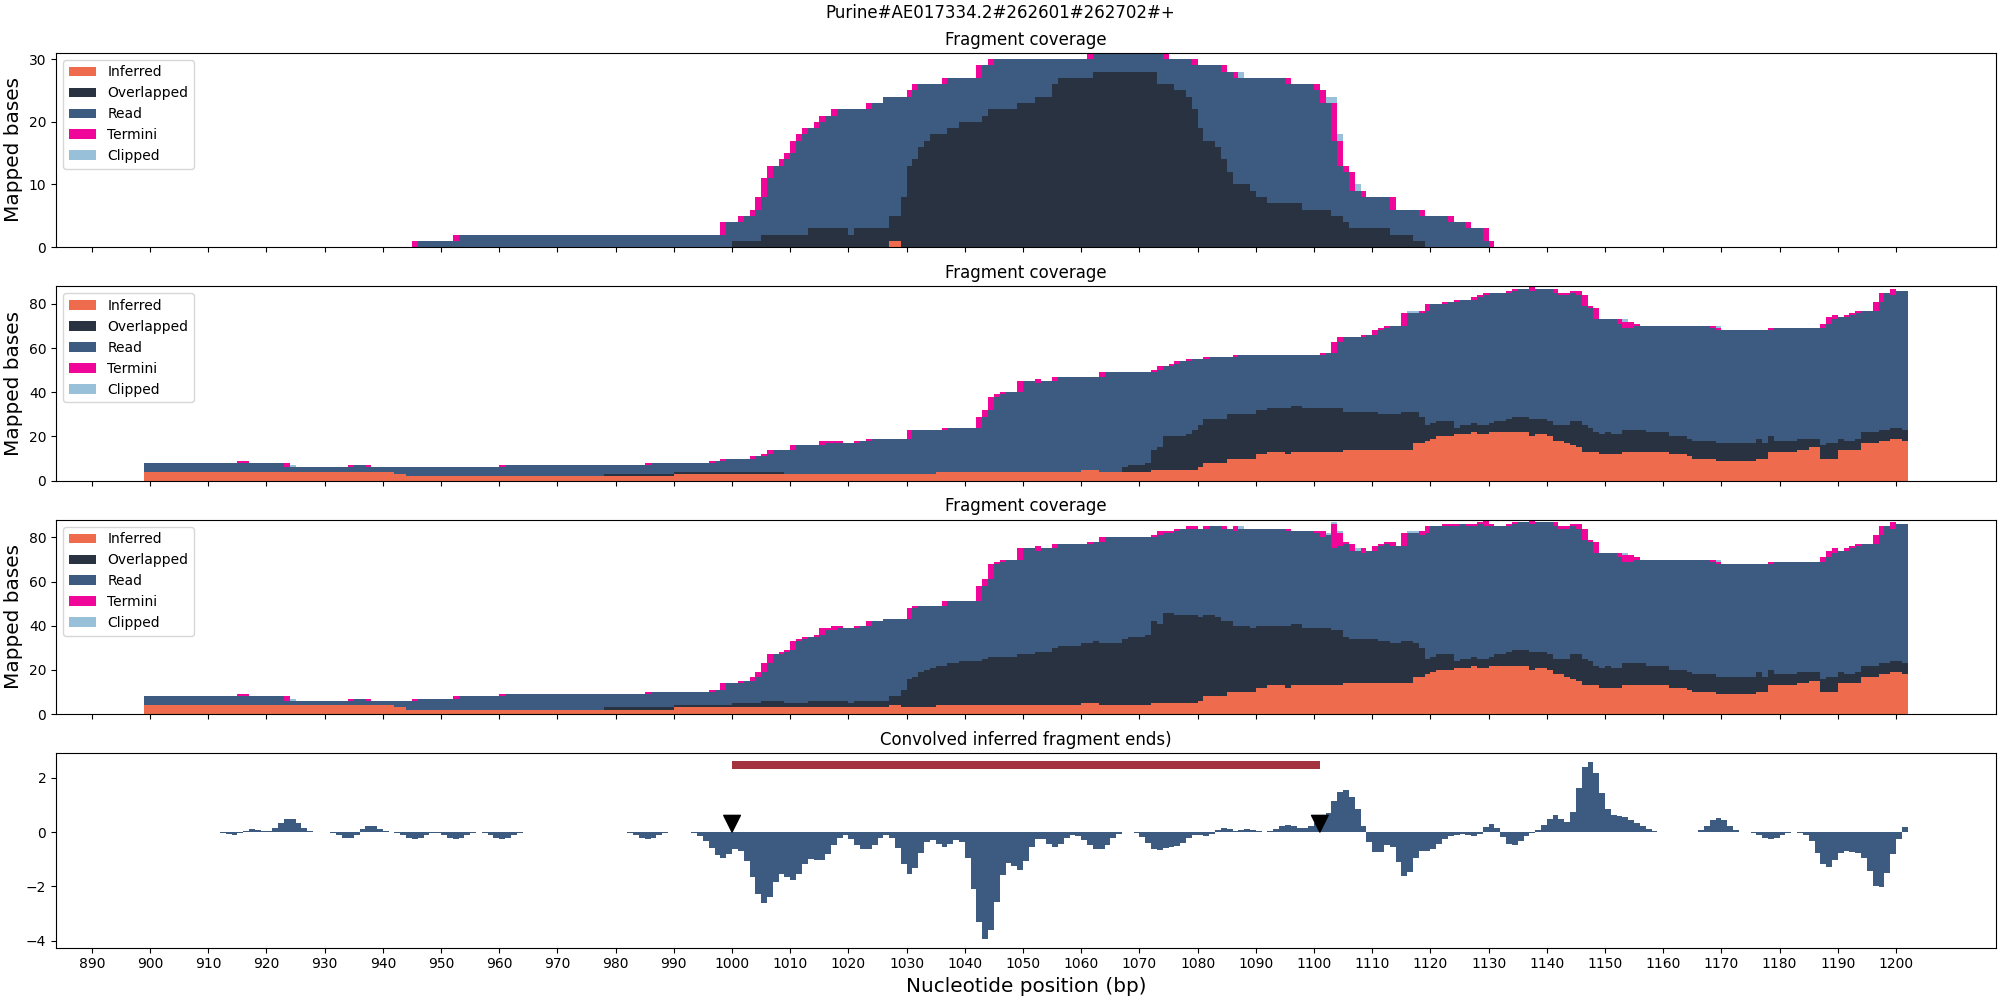 Purine#AE017334.2#262601#262702#+
Fragment coverage
Mapped bases
30
20
10
0
Inferred
Overlapped
Read
Termini
Clipped
Fragment coverage
Mapped bases
80
60
40
20
0
Inferred
Overlapped
Read
Termini
Clipped
Fragment coverage
Mapped bases
80
60
40
20
0
Inferred
Overlapped
Read
Termini
Clipped
Convolved inferred fragment ends)
2
0
−2
−4
890 900 910 920 930 940 950 960 970 980 990 1000 1010 1020 1030 1040 1050 1060 1070 1080 1090 1100 1110 1120 1130 1140 1150 1160 1170 1180 1190 1200
Nucleotide position (bp)